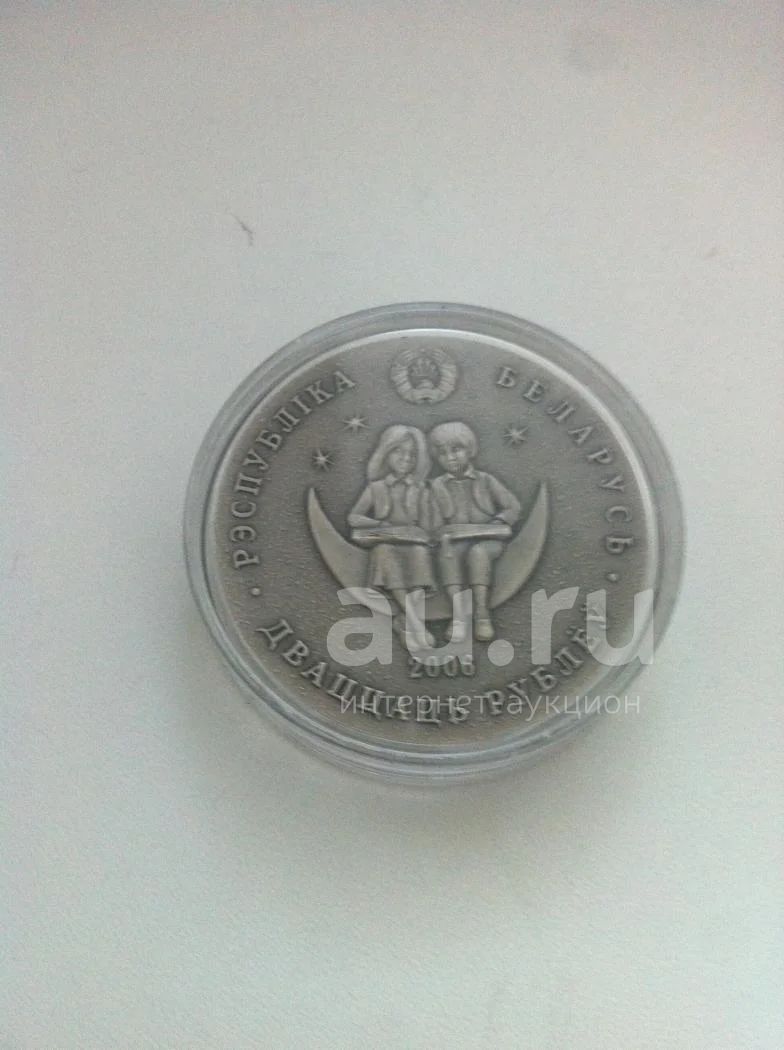 РЭСПУБЛІКА БЕЛАРУСЬ
2006
ДВАЦЦАЦЬ РУБЛЁЎ
au.ru
интернет-аукцион